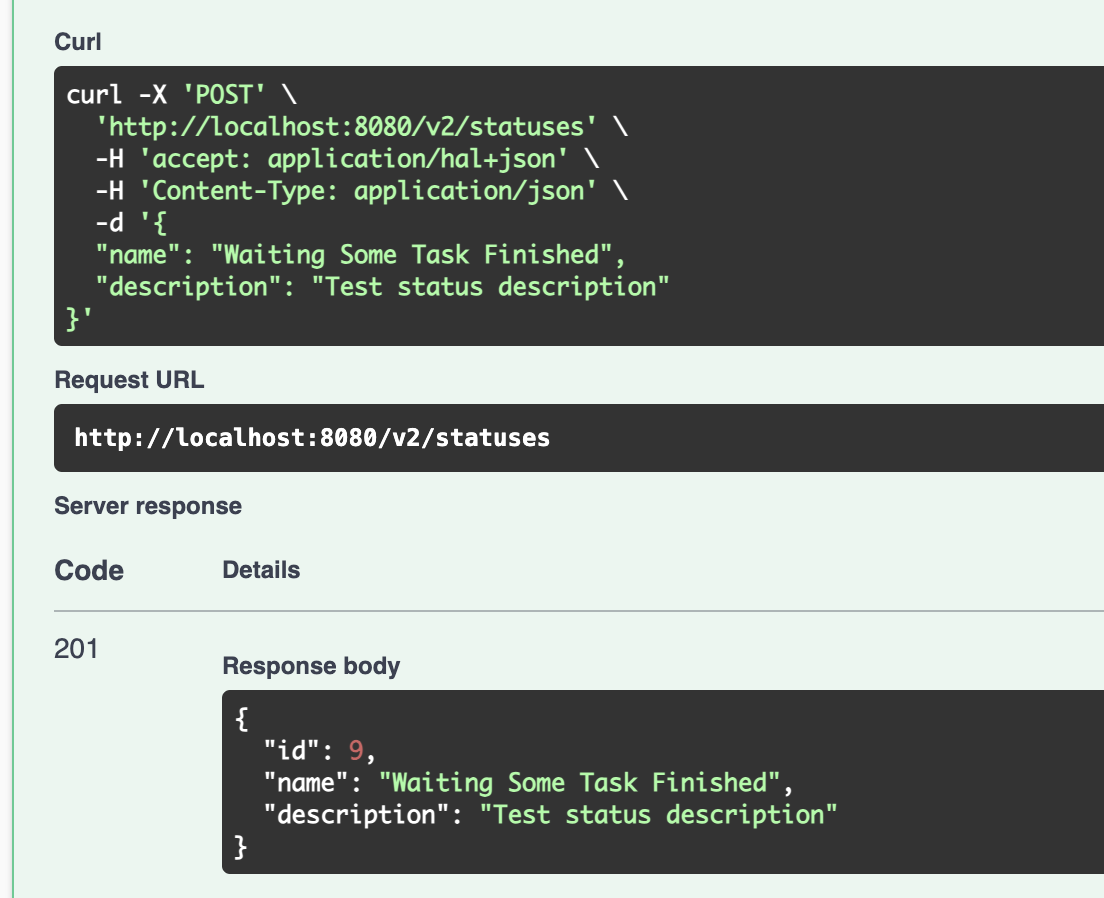 Curl
curl -X 'POST' \
  'http://localhost:8080/v2/statuses' \
  -H 'accept: application/hal+json' \
  -H 'Content-Type: application/json' \
  -d '{
  "name": "Waiting Some Task Finished",
  "description": "Test status description"
}'
Request URL
http://localhost:8080/v2/statuses
Server response
Code Details
201
Response body
{
  "id": 9,
  "name": "Waiting Some Task Finished",
  "description": "Test status description"
}